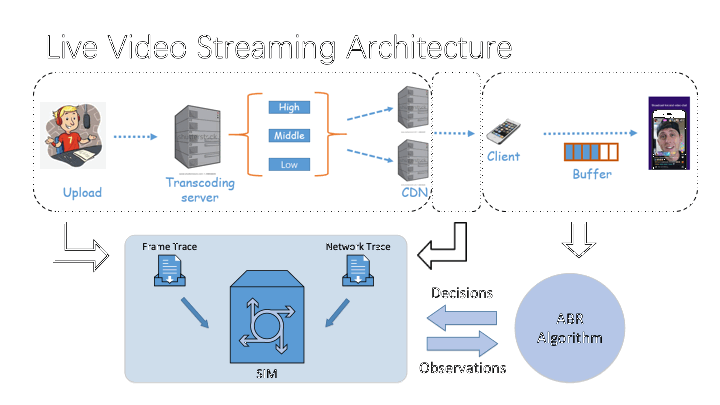 Live Video Streaming Architecture
High
Middle
Low
Upload
Transcoding
server
CDN
Client
Buffer
Frame Trace
Network Trace
SIM
Decisions
Observations
ABR
Algorithm